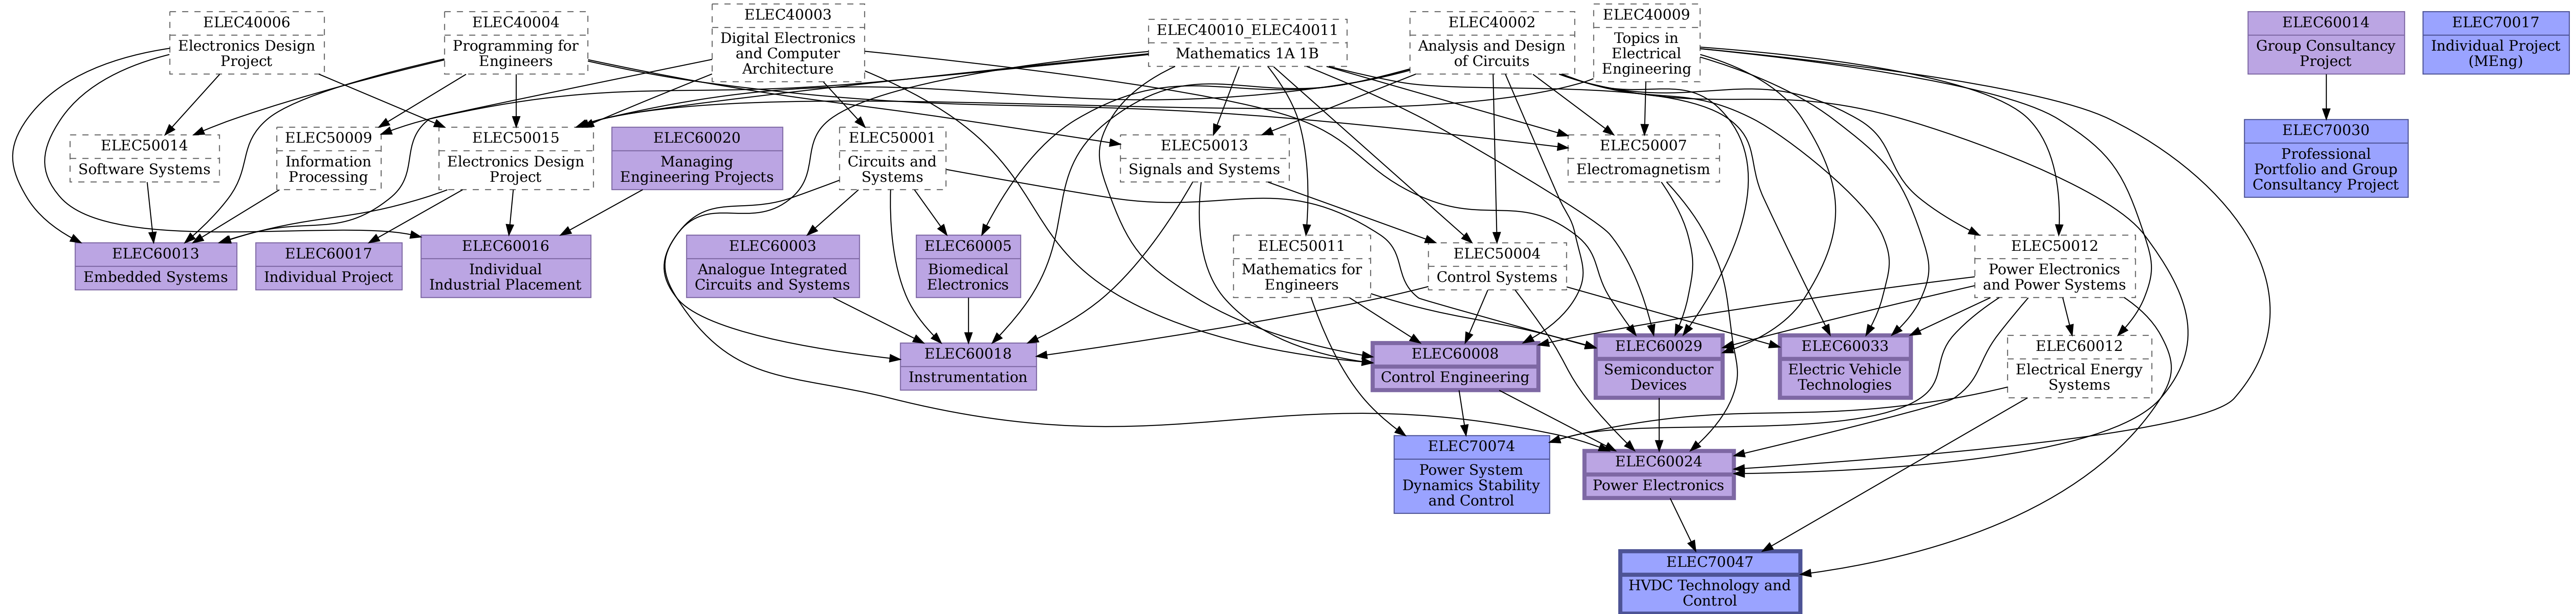 ELEC40006
Electronics Design
Project
ELEC40004
Programming for
Engineers
ELEC40003
Digital Electronics
and Computer
Architecture
ELEC40010_ELEC40011
Mathematics 1A 1B
ELEC40002
Analysis and Design
of Circuits
ELEC40009
Topics in
Electrical
Engineering
ELEC60014
Group Consultancy
Project
ELEC70017
Individual Project
(MEng)
ELEC50014
Software Systems
ELEC50009
Information
Processing
ELEC50015
Electronics Design
Project
ELEC60020
Managing
Engineering Projects
ELEC50001
Circuits and
Systems
ELEC50013
Signals and Systems
ELEC50007
Electromagnetism
ELEC70030
Professional
Portfolio and Group
Consultancy Project
ELEC60013
Embedded Systems
ELEC60017
Individual Project
ELEC60016
Individual
Industrial Placement
ELEC60003
Analogue Integrated
Circuits and Systems
ELEC60005
Biomedical
Electronics
ELEC50011
Mathematics for
Engineers
ELEC50004
Control Systems
ELEC50012
Power Electronics
and Power Systems
ELEC60018
Instrumentation
ELEC60008
Control Engineering
ELEC60029
Semiconductor
Devices
ELEC60033
Electric Vehicle
Technologies
ELEC60012
Electrical Energy
Systems
ELEC70074
Power System
Dynamics Stability
and Control
ELEC60024
Power Electronics
ELEC70047
HVDC Technology and
Control